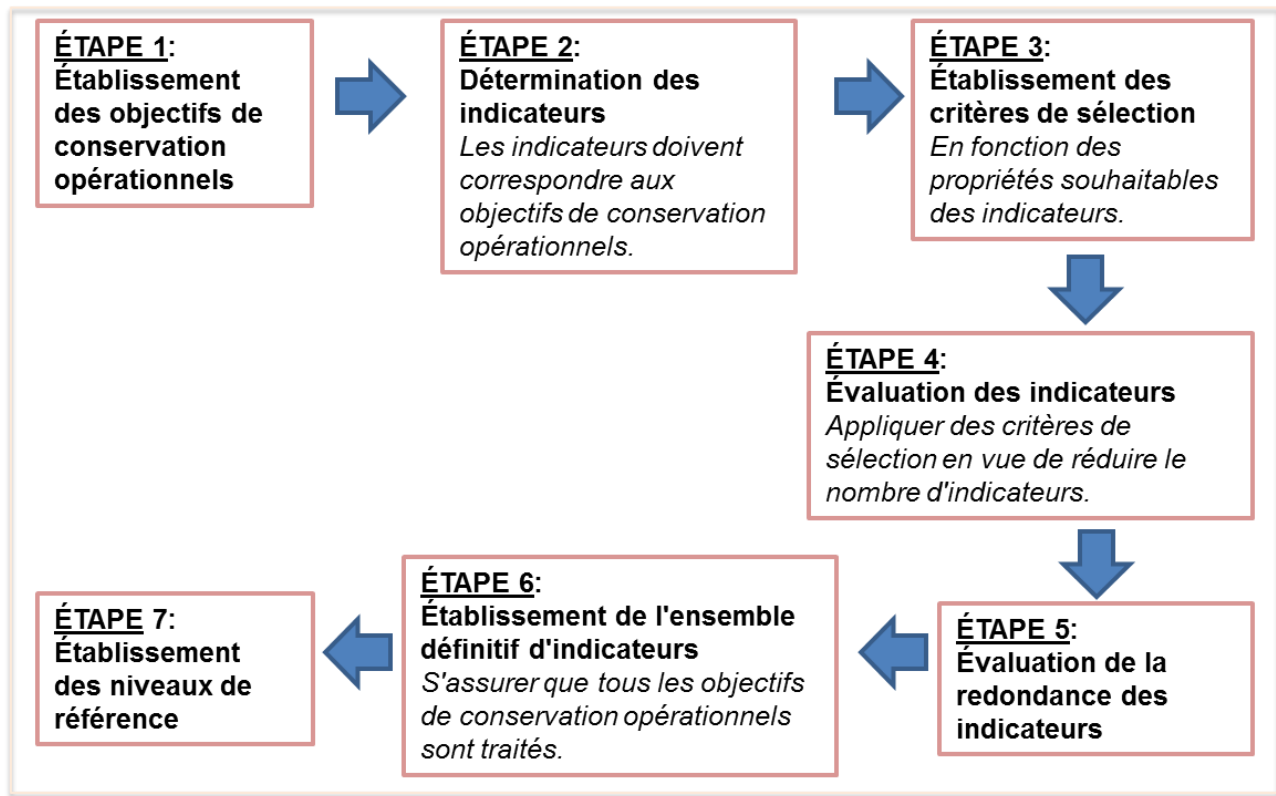 ÉTAPE 1:
Établissement
des objectifs de
conservation
opérationnels
ÉTAPE 2:
Détermination des
indicateurs
Les indicateurs doivent
correspondre aux
objectifs de conservation
opérationnels.
ÉTAPE 3:
Établissement des
critères de sélection
En fonction des
propriétés souhaitables
des indicateurs.
ÉTAPE 4:
Évaluation des indicateurs
Appliquer des critères de
sélection en vue de réduire le
nombre d'indicateurs.
ÉTAPE 5:
Évaluation de la
redondance des
indicateurs
ÉTAPE 6:
Établissement de l'ensemble
définitif d'indicateurs
S'assurer que tous les objectifs
de conservation opérationnels
sont traités.
ÉTAPE 7:
Établissement
des niveaux de
référence